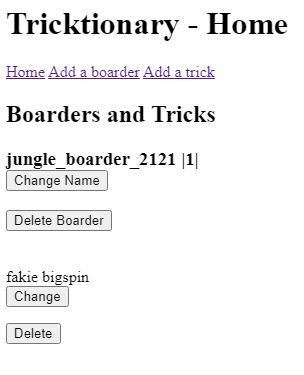 Tricktionary - Home
Home Add a boarder Add a trick
Boarders and Tricks
jungle_boarder_2121 |1|
Change Name
Delete Boarder
fakie bigspin
Change
Delete